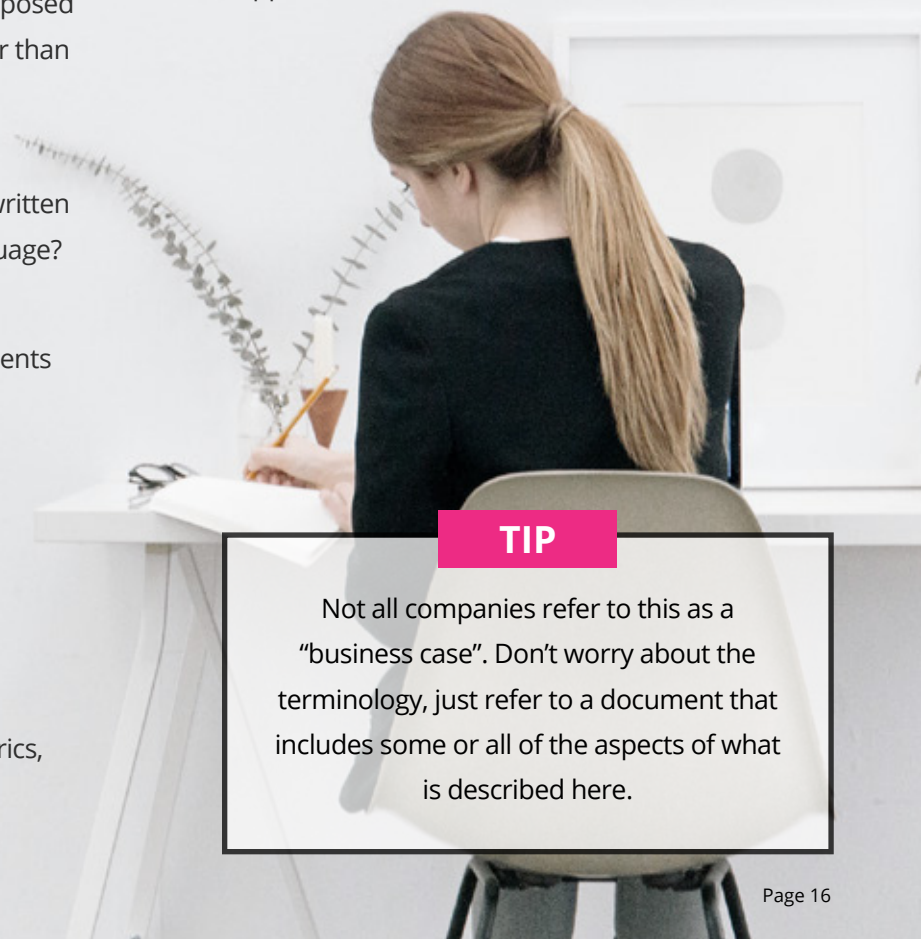 posed
r than
written
uage?
ents
rics,
TIP
Not all companies refer to this as a
“business case”. Don’t worry about the
terminology, just refer to a document that
includes some or all of the aspects of what
is described here.
Page 16